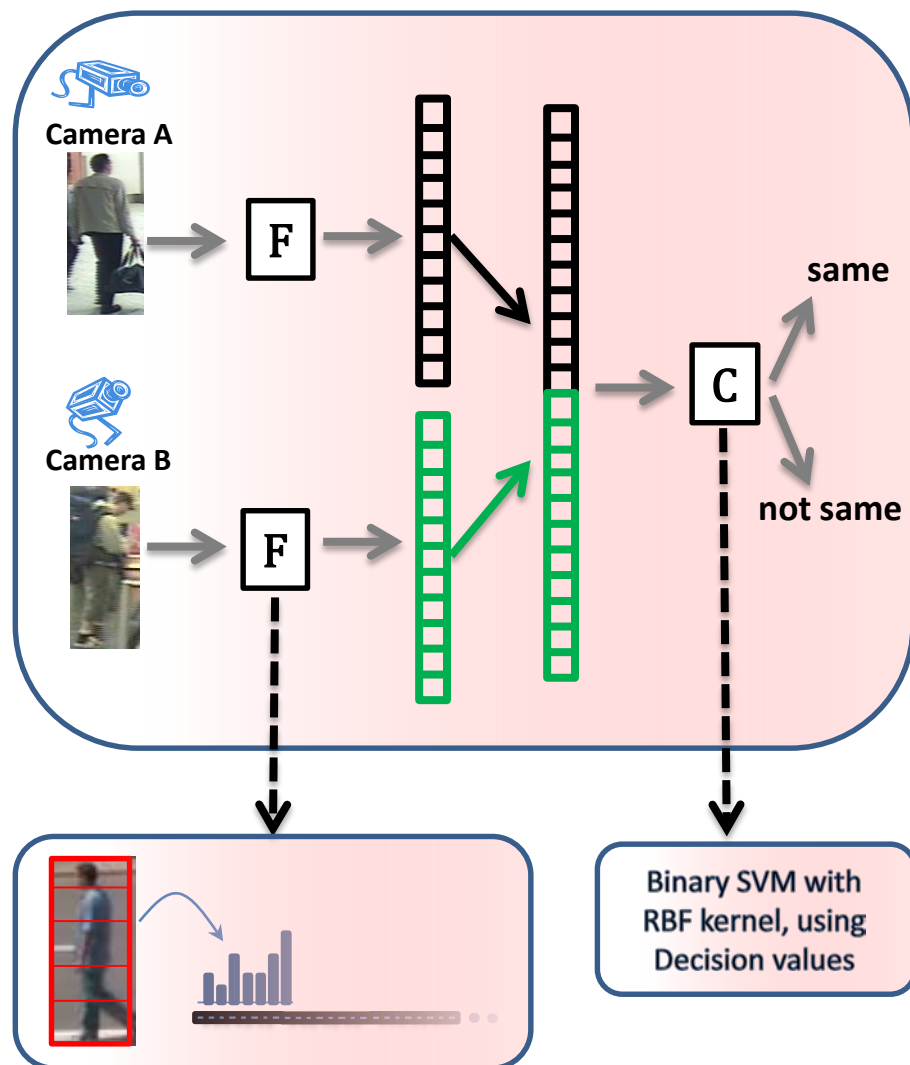 Camera A
F
same
C
Camera B
not same
F
Binary SVM with
RBF kernel, using
Decision values